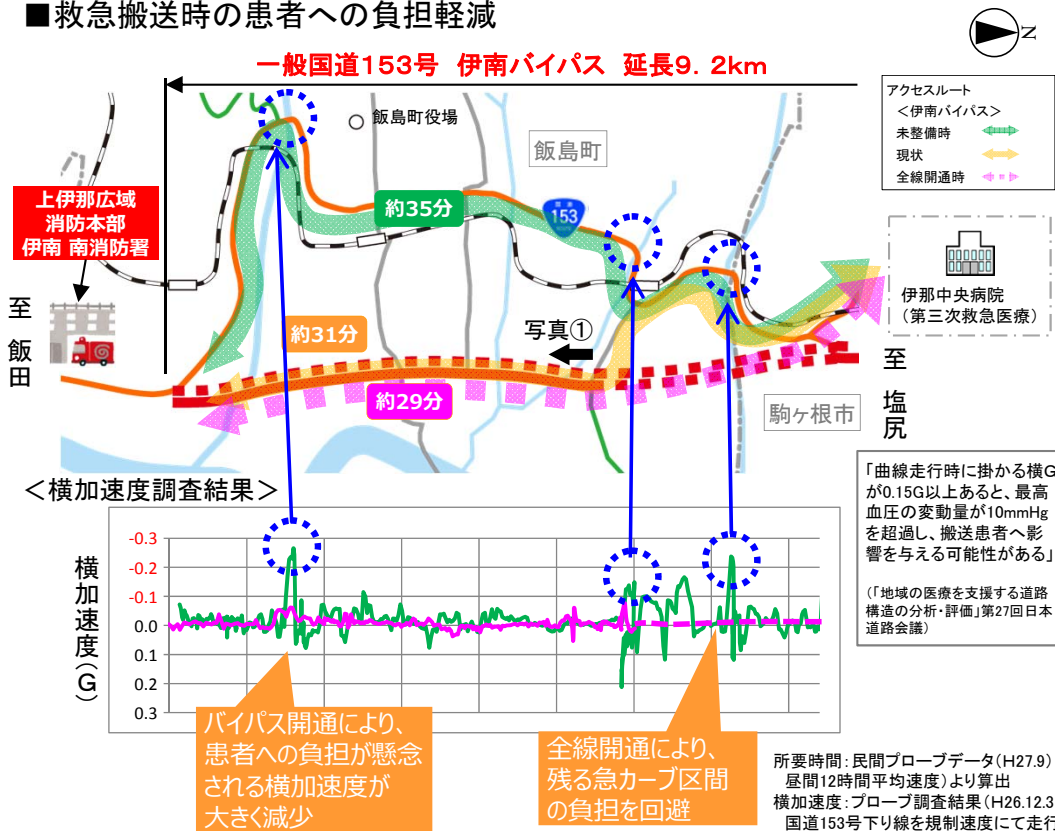 ■救急搬送時の患者への負担軽減
一般国道153号 伊南バイパス 延長9.2km
N
アクセスルート
<伊南バイパス>
未整備時
現状
全線開通時
飯島町役場
飯島町
上伊那広域
消防本部
伊南 南消防署
約35分
153
伊那中央病院
(第三次救急医療)
至 飯田
約31分
写真①
約29分
至 塩尻
駒ヶ根市
<横加速度調査結果>
「曲線走行時に掛かる横G
が0.15G以上あると、最高
血圧の変動量が10mmHg
を超過し、搬送患者へ影
響を与える可能性がある」
(「地域の医療を支援する道路
構造の分析・評価」第27回日本
道路会議)
横加速度(G)
-0.3
-0.2
-0.1
0.0
0.1
0.2
0.3
バイパス開通により、
患者への負担が懸念
される横加速度が
大きく減少
全線開通により、
残る急カーブ区間
の負担を回避
所要時間:民間プローブデータ(H27.9)
昼間12時間平均速度)より算出
横加速度:プローブ調査結果(H26.12.3
国道153号下り線を規制速度にて走行